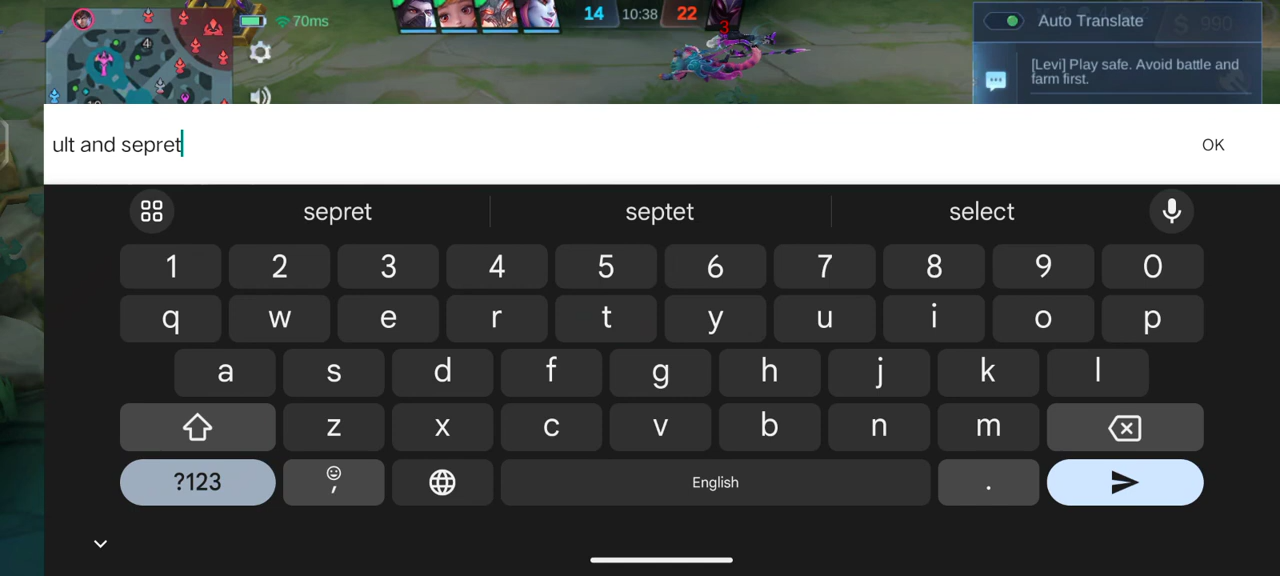 70ms
14 10:38 22
3
Auto Translate
[Levi] Play safe. Avoid battle and
farm first.
ult and sepret
OK
sepret septet select
1 2 3 4 5 6 7 8 9 0
q w e r t y u i o p
a s d f g h j k l
z x c v b n m
?123 , English .